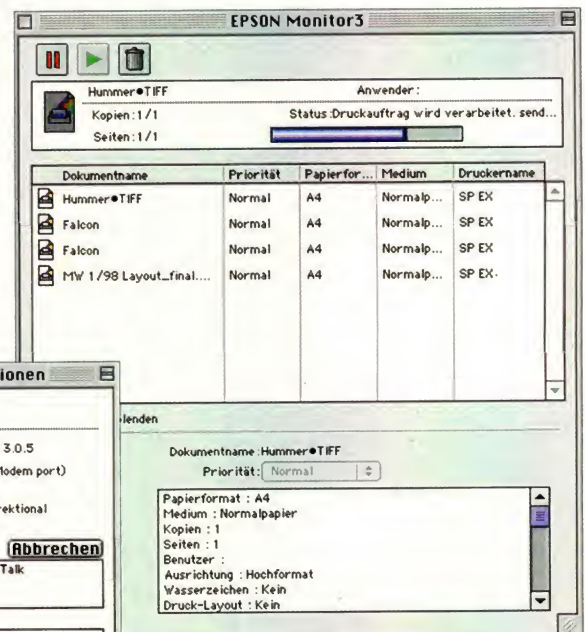 EPSON Monitor3
Hummer●TIFF Anwender:
Kopien:1/1 Status:Druckauftrag wird verarbeitet. send...
Seiten:1/1
Dokumentname Priorität Papierfor... Medium Druckername
Hummer●TIFF Normal A4 Normalp... SP EX
Falcon Normal A4 Normalp... SP EX
Falcon Normal A4 Normalp... SP EX
MW 1/98 Layout_final.... Normal A4 Normalp... SP EX
ionen
3.0.5
Modem port)
rektional
Abbrechen
Talk
lenden
Dokumentname:Hummer●TIFF
Priorität: Normal
Papierformat : A4
Medium : Normalpapier
Kopien : 1
Seiten : 1
Benutzer :
Ausrichtung : Hochformat
Wasserzeichen : Kein
Druck-Layout : Kein